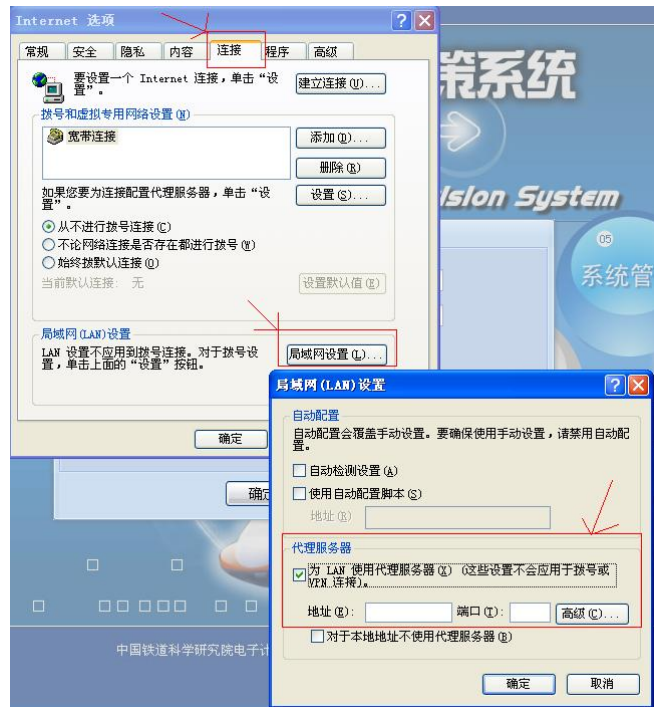 Internet 选项
常规 安全 隐私 内容 连接 程序 高级
要设置一个 Internet 连接，单击“设
置”。
建立连接(U)...
拨号和虚拟专用网络设置(N)
宽带连接
添加(D)...
删除(R)
如果您要为连接配置代理服务器，单击“设
置”。
设置(S)...
从不进行拨号连接(C)
不论网络连接是否存在都进行拨号(W)
始终拨默认连接(O)
当前默认连接: 无
设置默认值(E)
局域网(LAN)设置
LAN 设置不应用到拨号连接。对于拨号设
置，单击上面的“设置”按钮。
局域网设置(L)...
确定
策系统
ision System
05
系统管
确定
中国铁道科学研究院电子计
局域网(LAN)设置
自动配置
自动配置会覆盖手动设置。要确保使用手动设置，请禁用自动配
置。
自动检测设置(A)
使用自动配置脚本(S)
地址(R)
代理服务器
为 LAN 使用代理服务器(X) (这些设置不会应用于拨号或
VPN 连接)。
地址(E): 端口(T): 高级(C)...
对于本地地址不使用代理服务器(B)
确定 取消